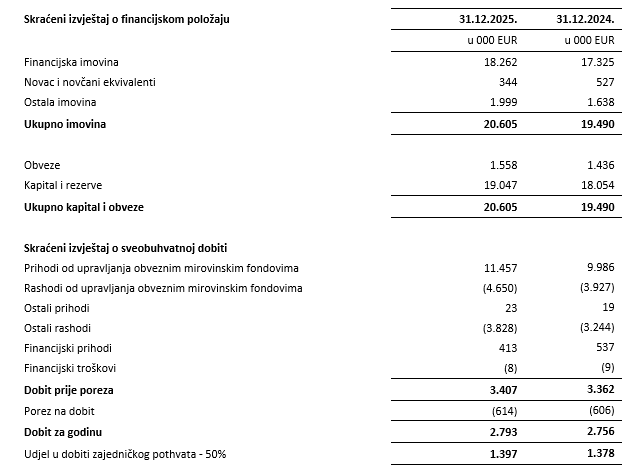 Skraćeni izvještaj o financijskom položaju 31.12.2025. 31.12.2024.
u 000 EUR u 000 EUR
Financijska imovina 18.262 17.325
Novac i novčani ekvivalenti 344 527
Ostala imovina 1.999 1.638
Ukupno imovina 20.605 19.490
Obveze 1.558 1.436
Kapital i rezerve 19.047 18.054
Ukupno kapital i obveze 20.605 19.490
Skraćeni izvještaj o sveobuhvatnoj dobiti
Prihodi od upravljanja obveznim mirovinskim fondovima 11.457 9.986
Rashodi od upravljanja obveznim mirovinskim fondovima (4.650) (3.927)
Ostali prihodi 23 19
Ostali rashodi (3.828) (3.244)
Financijski prihodi 413 537
Financijski troškovi (8) (9)
Dobit prije poreza 3.407 3.362
Porez na dobit (614) (606)
Dobit za godinu 2.793 2.756
Udjel u dobiti zajedničkog pothvata - 50% 1.397 1.378